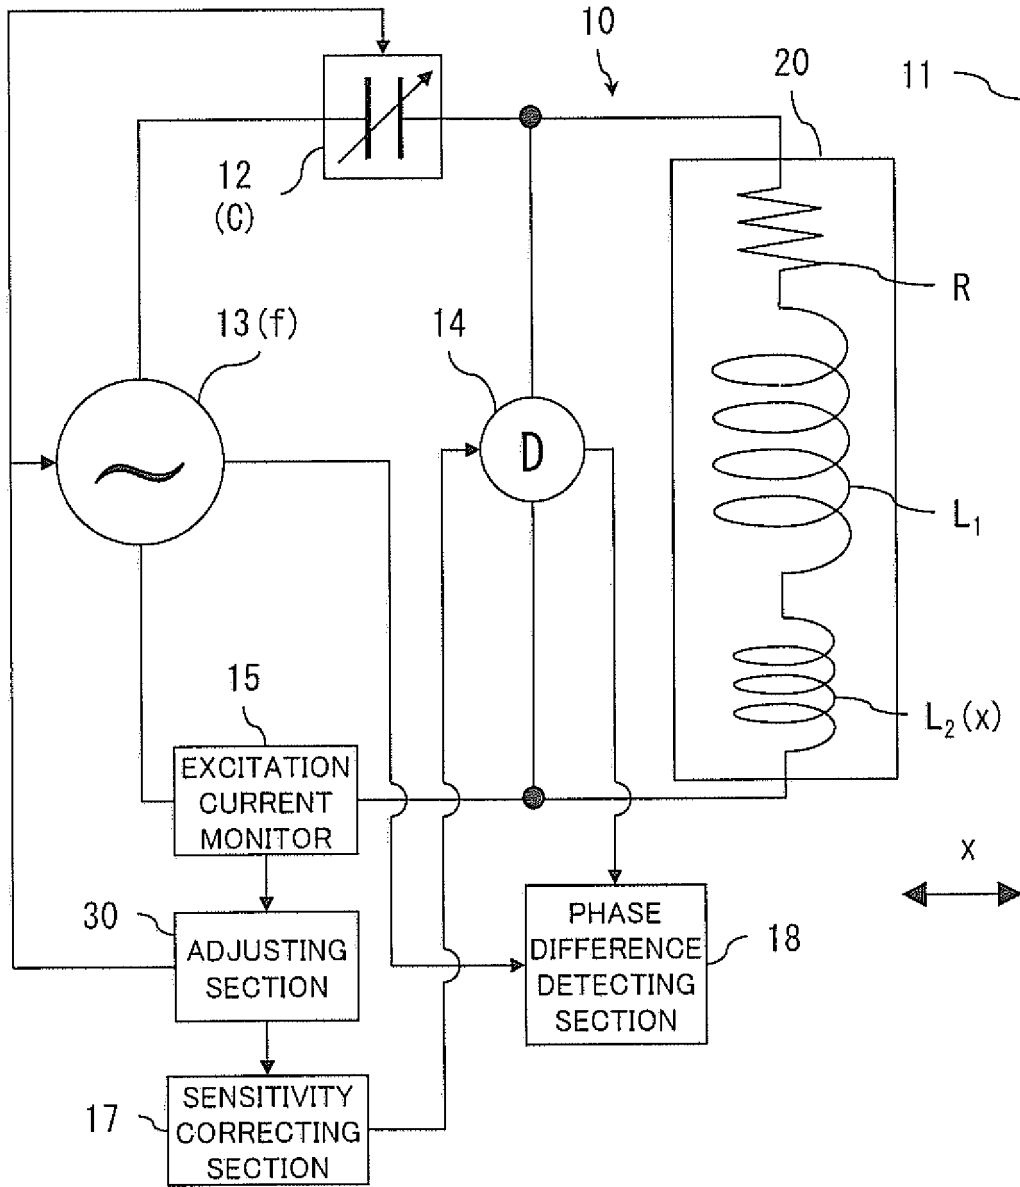 10
11
20
12
(C)
R
13(f)
14
D
L₁
15
L₂(x)
EXCITATION
CURRENT
MONITOR
x
30
ADJUSTING
SECTION
PHASE
DIFFERENCE
DETECTING
SECTION
18
17
SENSITIVITY
CORRECTING
SECTION